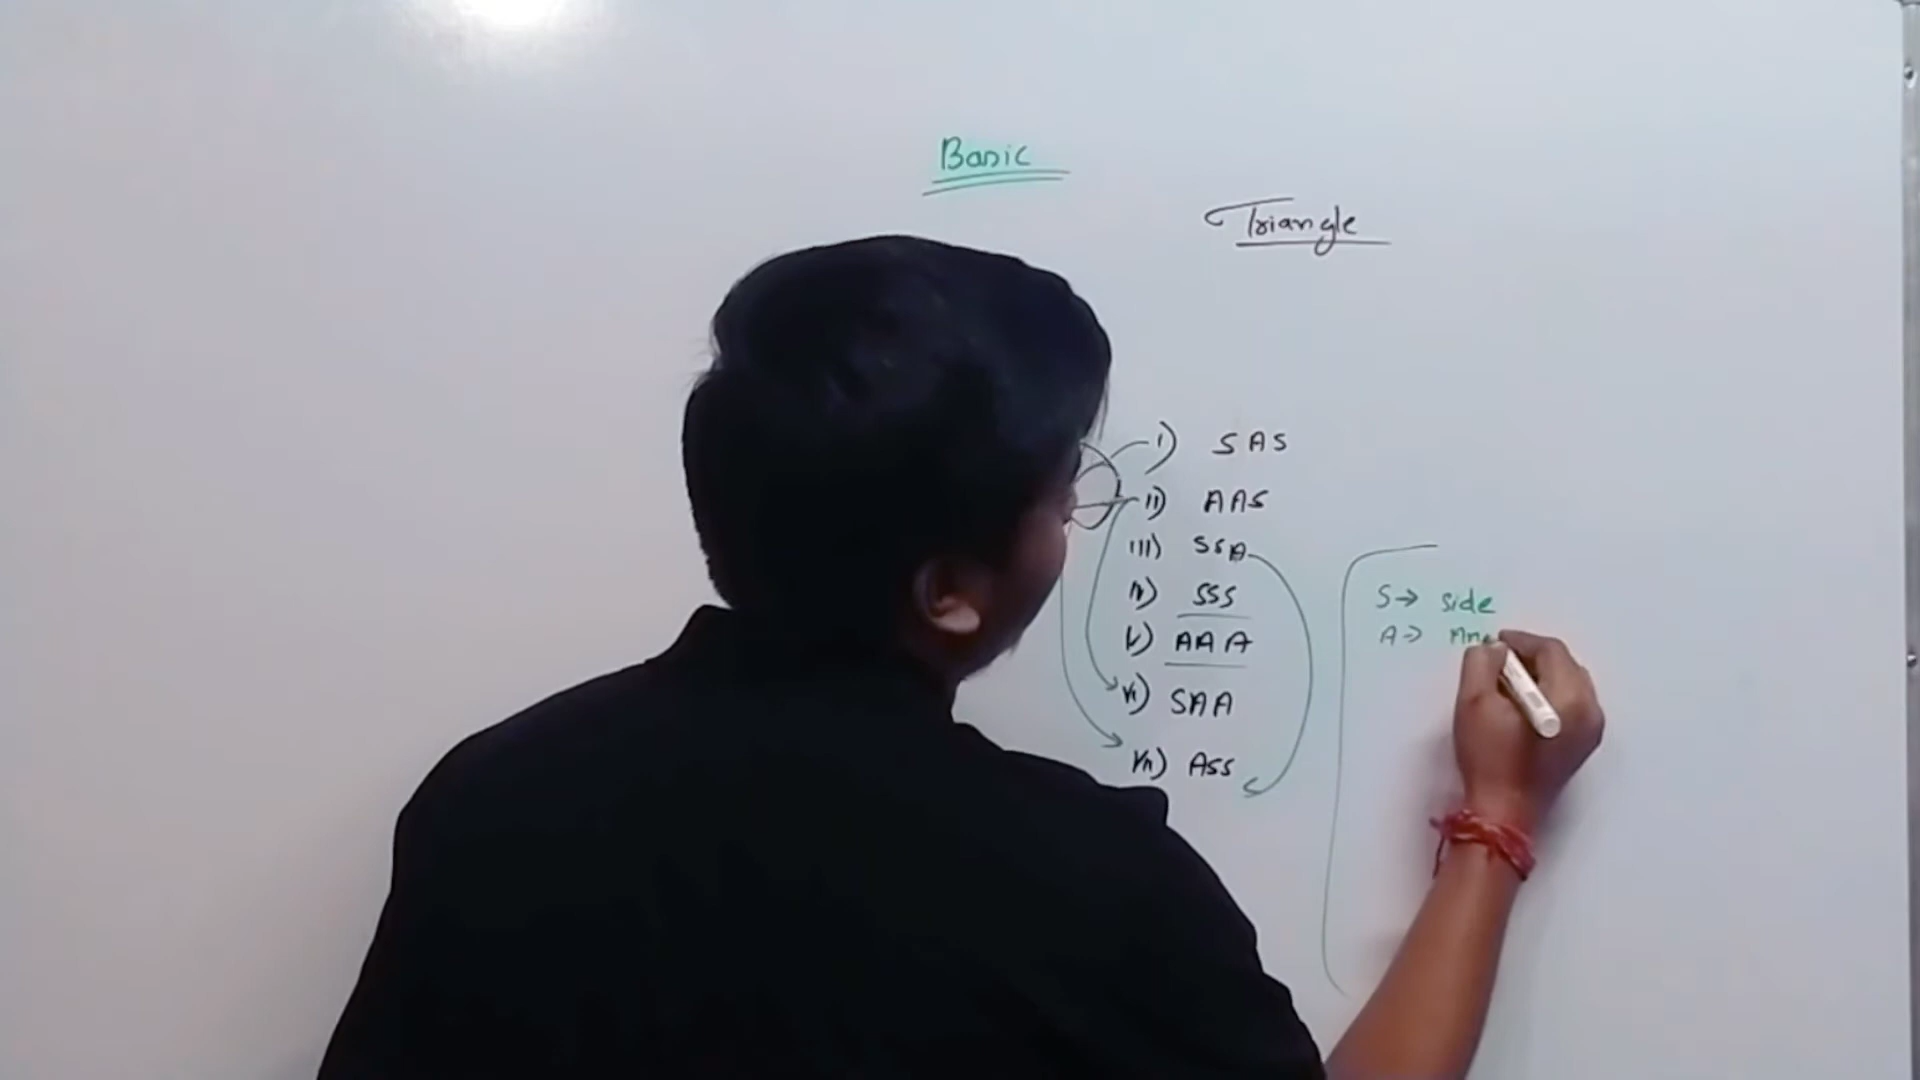 Basic
Triangle
i) SAS
ii) AAS
iii) SSA
iv) SSS
v) AAA
vi) SAA
vii) ASS
S → side
A →